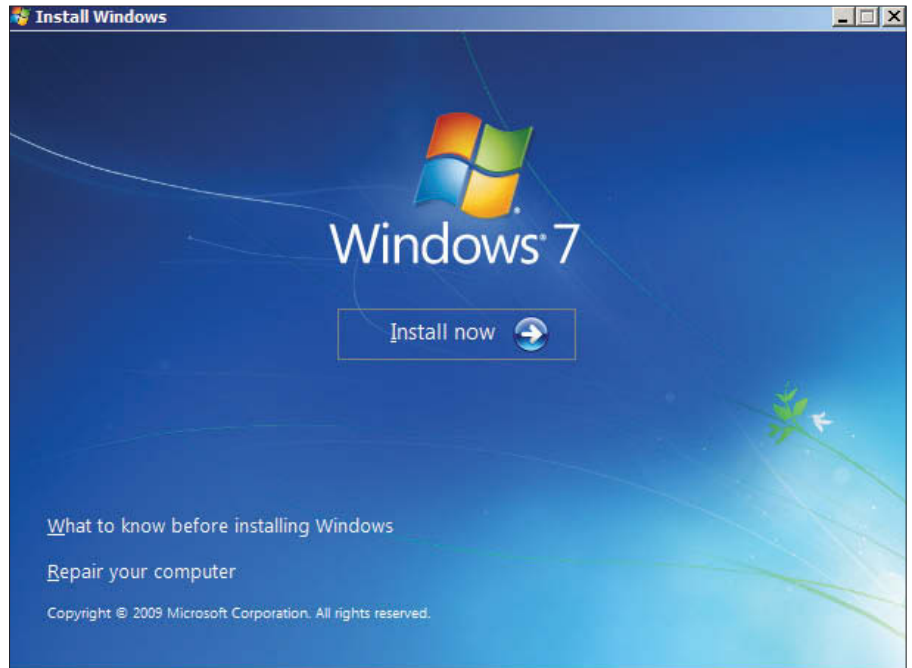 Install Windows
Windows® 7
Install now
What to know before installing Windows
Repair your computer
Copyright © 2009 Microsoft Corporation. All rights reserved.